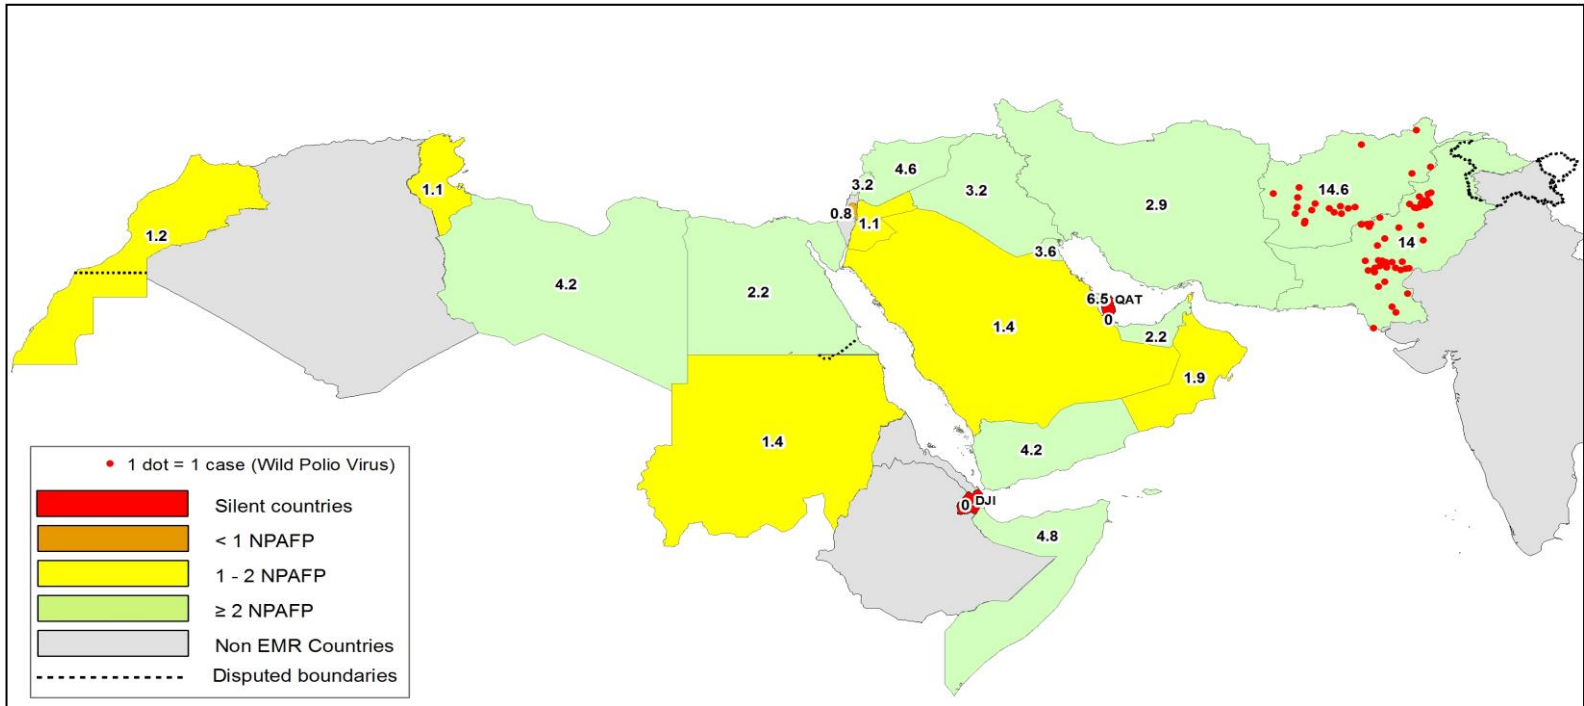 4.6
3.2
3.2
14.6
1.1
2.9
0.8
1.1
1.2
14
3.6
4.2
2.2
6.5 QAT
0
1.4
2.2
1.9
1.4
4.2
0 DJI
4.8
1 dot = 1 case (Wild Polio Virus)
Silent countries
< 1 NPAFP
1 - 2 NPAFP
≥ 2 NPAFP
Non EMR Countries
Disputed boundaries